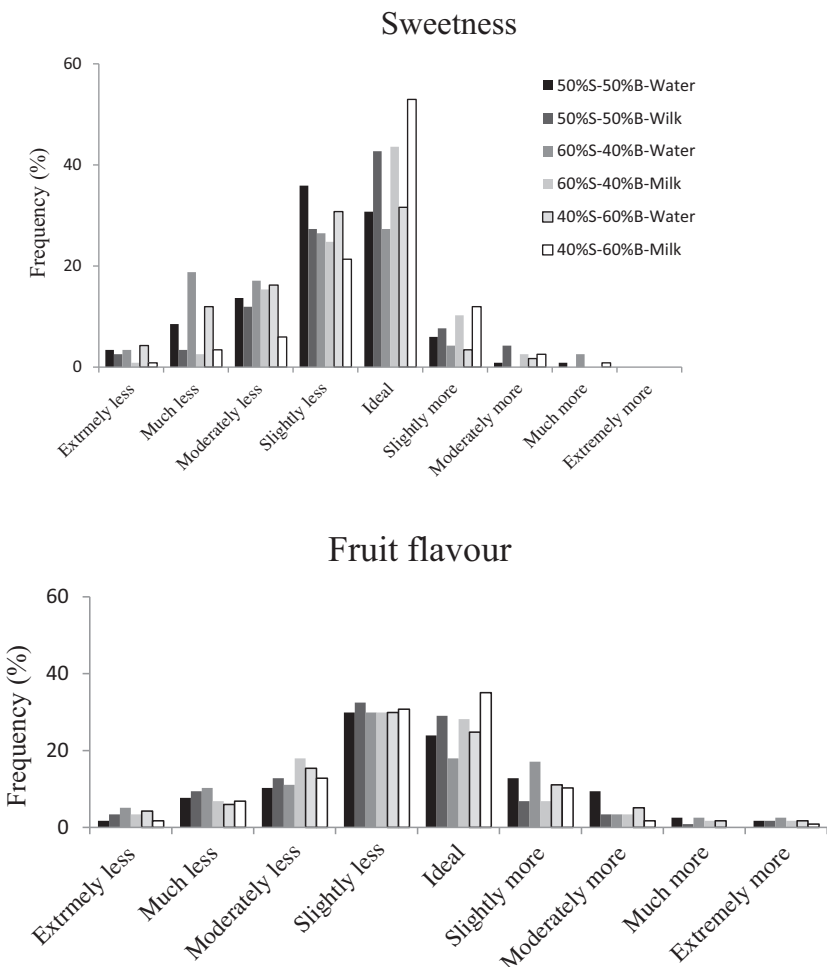 Sweetness
60
40
20
0
Frequency (%)
50%S-50%B-Water
50%S-50%B-Wilk
60%S-40%B-Water
60%S-40%B-Milk
40%S-60%B-Water
40%S-60%B-Milk
Extrmely less
Much less
Moderately less
Slightly less
Ideal
Slightly more
Moderately more
Much more
Extremely more
Fruit flavour
60
40
20
0
Frequency (%)
Extrmely less
Much less
Moderately less
Slightly less
Ideal
Slightly more
Moderately more
Much more
Extremely more